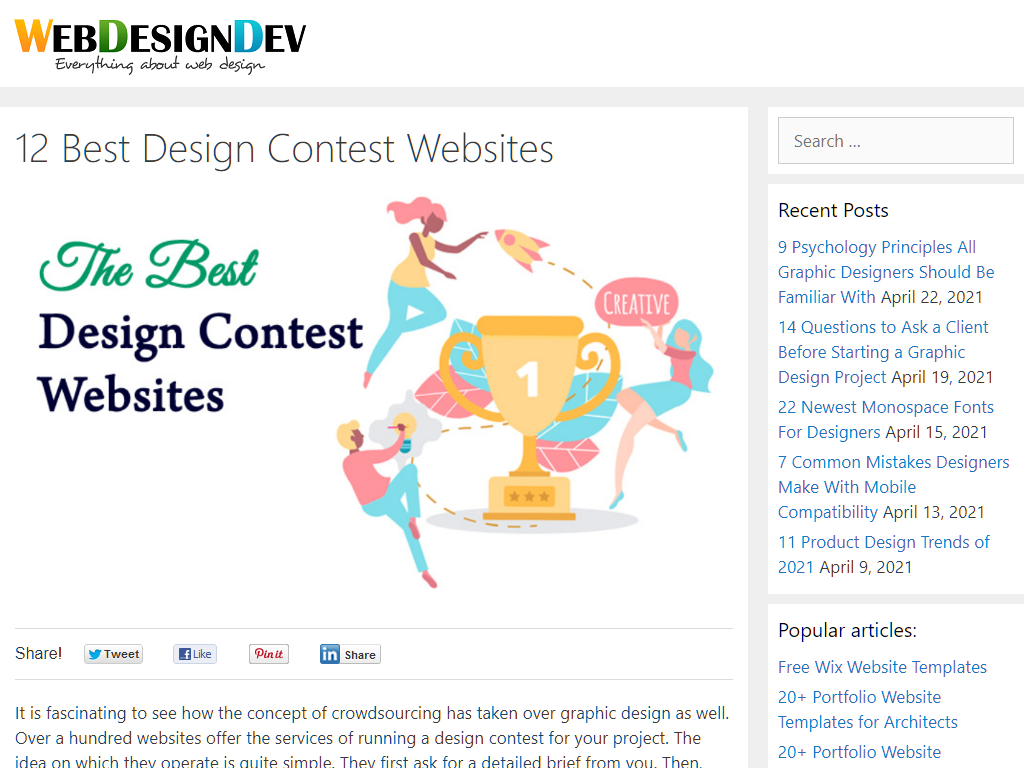 WEBDESIGNDEV
Everything about web design
12 Best Design Contest Websites
The Best
Design Contest
Websites
CREATIVE
1
Share!
Tweet
Like
Pin it
in Share
It is fascinating to see how the concept of crowdsourcing has taken over graphic design as well.
Over a hundred websites offer the services of running a design contest for your project. The
idea on which they operate is quite simple. They first ask for a detailed brief from you. Then,
Search ...
Recent Posts
9 Psychology Principles All
Graphic Designers Should Be
Familiar With April 22, 2021
14 Questions to Ask a Client
Before Starting a Graphic
Design Project April 19, 2021
22 Newest Monospace Fonts
For Designers April 15, 2021
7 Common Mistakes Designers
Make With Mobile
Compatibility April 13, 2021
11 Product Design Trends of
2021 April 9, 2021
Popular articles:
Free Wix Website Templates
20+ Portfolio Website
Templates for Architects
20+ Portfolio Website